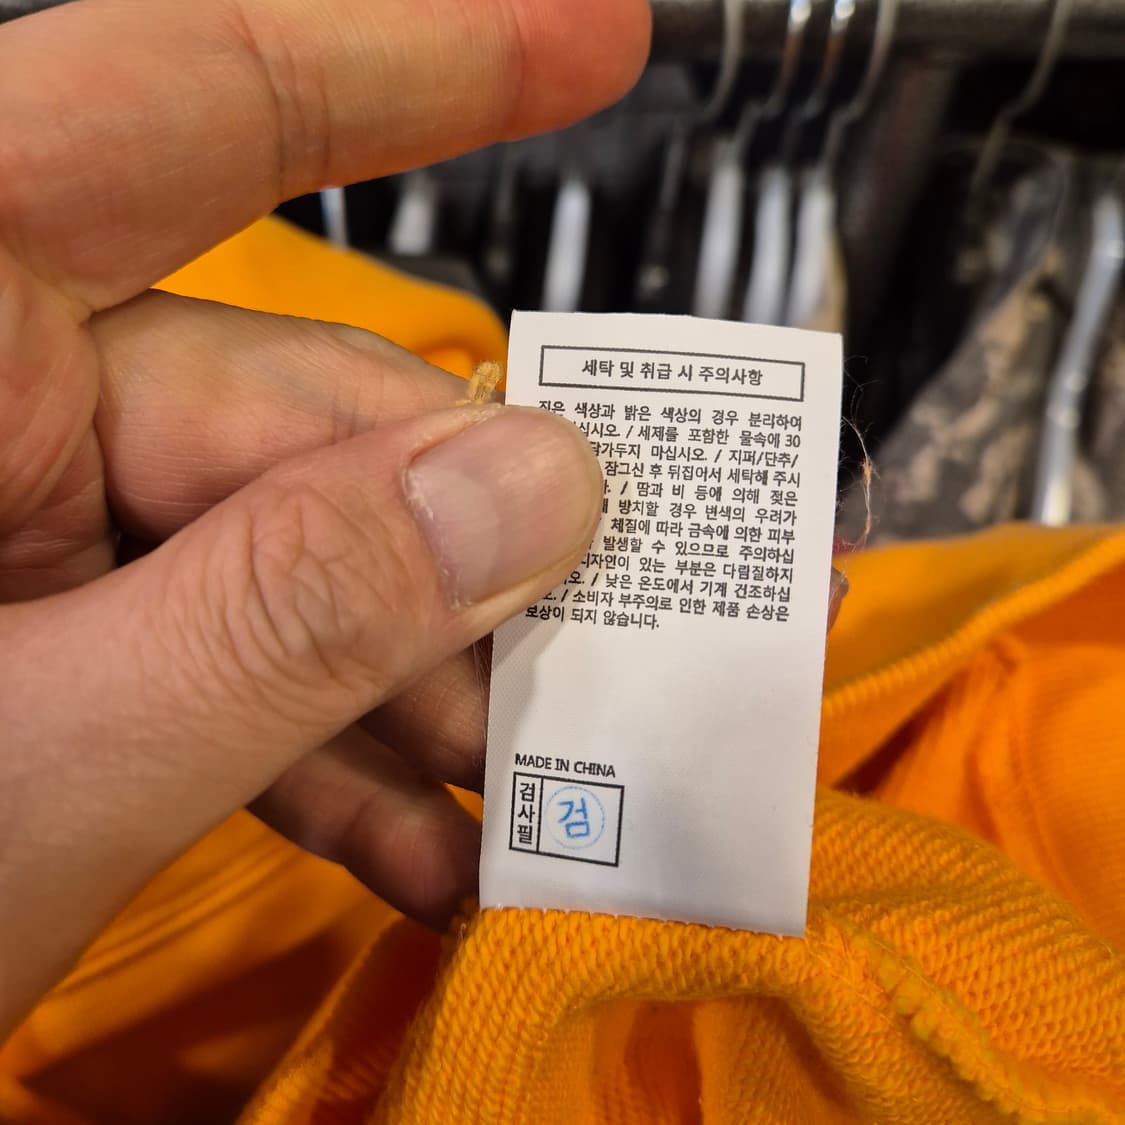 세탁 및 취급 시 주의사항
짙은 색상과 밝은 색상의 경우 분리하여
/ 세제를 포함한 물속에 30
마십시오. / 지퍼/단추/
잠그신 후 뒤집어서 세탁해 주시
/ 땀과 비 등에 의해 젖은
방치할 경우 변색의 우려가
체질에 따라 금속에 의한 피부
발생할 수 있으므로 주의하십
있는 부분은 다림질하지
/ 낮은 온도에서 기계 건조하십
/ 소비자 부주의로 인한 제품 손상은
보상이 되지 않습니다.
MADE IN CHINA
검사필
검